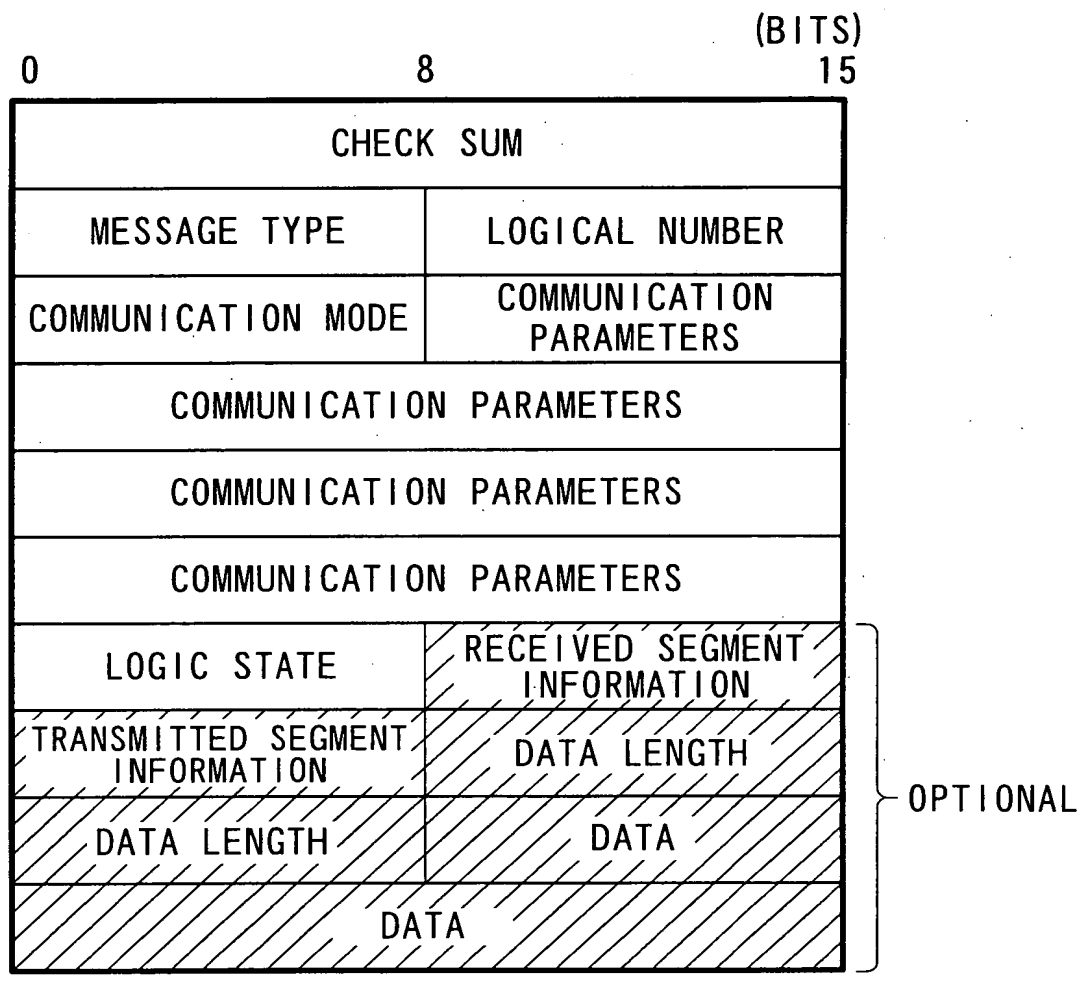 (BITS)
0 8 15
CHECK SUM
MESSAGE TYPE LOGICAL NUMBER
COMMUNICATION MODE COMMUNICATION
PARAMETERS
COMMUNICATION PARAMETERS
COMMUNICATION PARAMETERS
COMMUNICATION PARAMETERS
LOGIC STATE RECEIVED SEGMENT
INFORMATION
TRANSMITTED SEGMENT
INFORMATION
DATA LENGTH
OPTIONAL
DATA LENGTH DATA
DATA